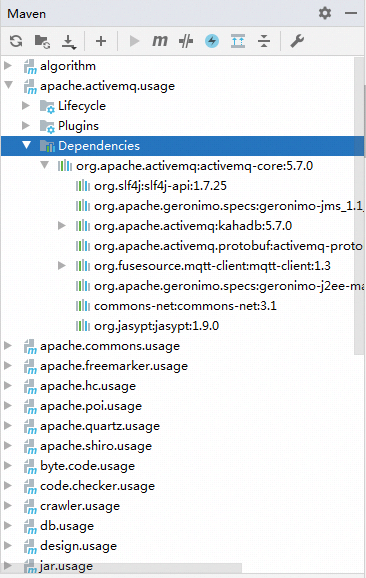 Maven
algorithm
apache.activemq.usage
Lifecycle
Plugins
Dependencies
org.apache.activemq:activemq-core:5.7.0
org.slf4j:slf4j-api:1.7.25
org.apache.geronimo.specs:geronimo-jms_1.1_
org.apache.activemq:kahadb:5.7.0
org.apache.activemq.protobuf:activemq-proto
org.fusesource.mqtt-client:mqtt-client:1.3
org.apache.geronimo.specs:geronimo-j2ee-ma
commons-net:commons-net:3.1
org.jasypt:jasypt:1.9.0
apache.commons.usage
apache.freemarker.usage
apache.hc.usage
apache.poi.usage
apache.quartz.usage
apache.shiro.usage
byte.code.usage
code.checker.usage
crawler.usage
db.usage
design.usage
jar.usage